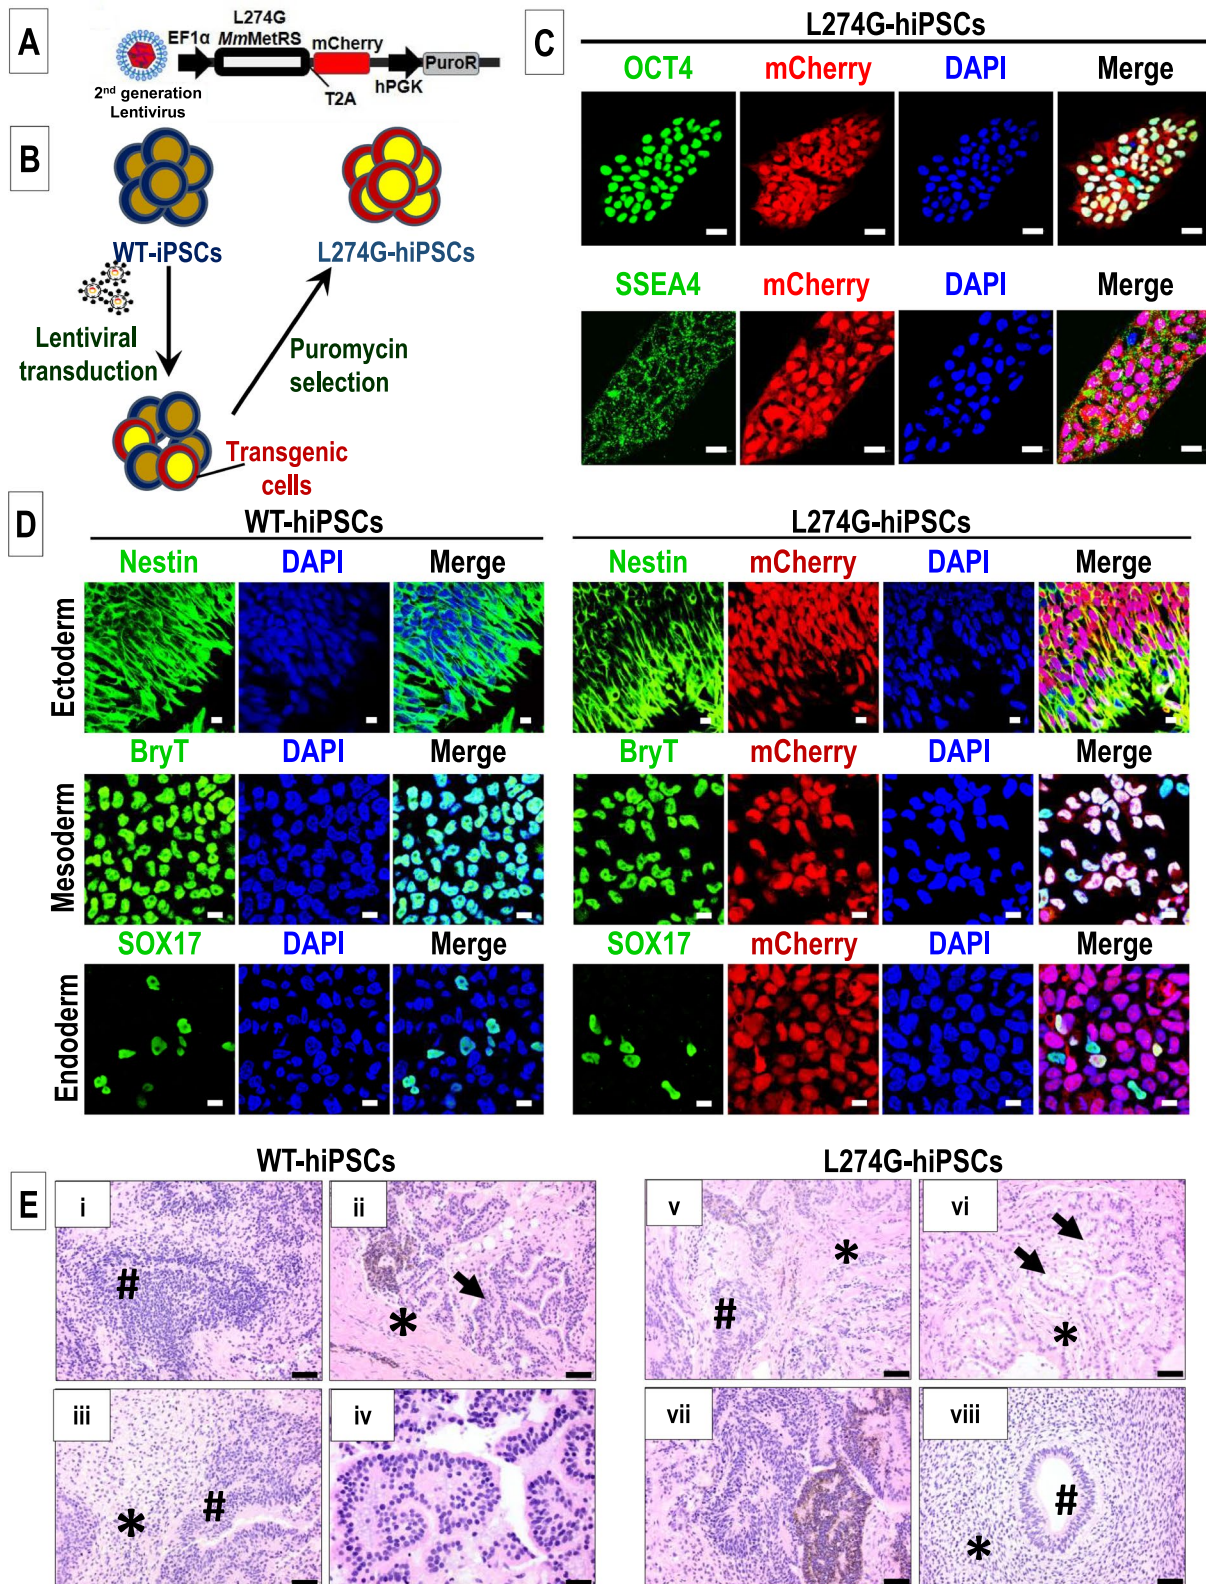 A
L274G
EF1α MmMetRS mCherry
PuroR
T2A
hPGK
2nd generation
Lentivirus
B
WT-iPSCs
L274G-hiPSCs
Lentiviral
transduction
Puromycin
selection
Transgenic
cells
C
L274G-hiPSCs
OCT4 mCherry DAPI Merge
SSEA4 mCherry DAPI Merge
D
WT-hiPSCs
L274G-hiPSCs
Nestin DAPI Merge
Nestin mCherry DAPI Merge
Ectoderm
BryT DAPI Merge
BryT mCherry DAPI Merge
Mesoderm
SOX17 DAPI Merge
SOX17 mCherry DAPI Merge
Endoderm
E
WT-hiPSCs
L274G-hiPSCs
i
#
ii
*
v
*
#
vi
*
iii
*
#
iv
vii
viii
#
*